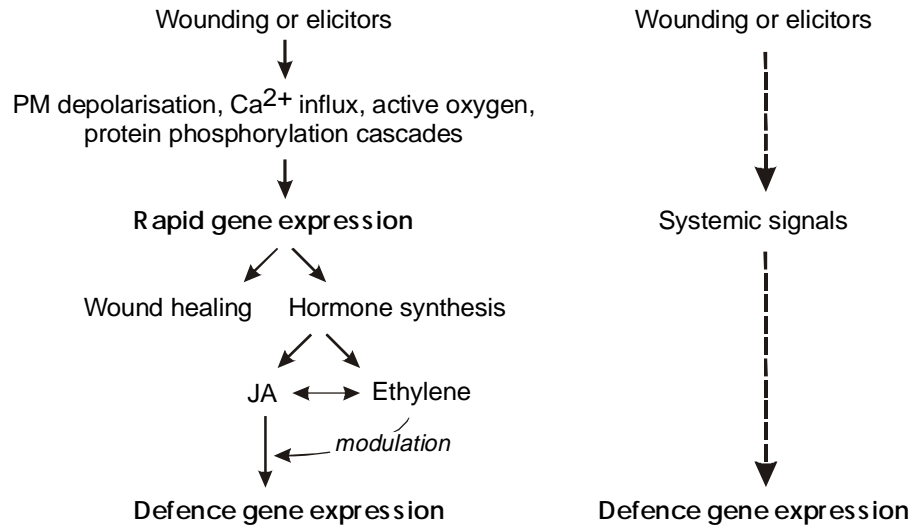 Wounding or elicitors
PM depolarisation, Ca2+ influx, active oxygen,
protein phosphorylation cascades
Rapid gene expression
Wound healing
Hormone synthesis
JA
Ethylene
modulation
Defence gene expression
Wounding or elicitors
Systemic signals
Defence gene expression